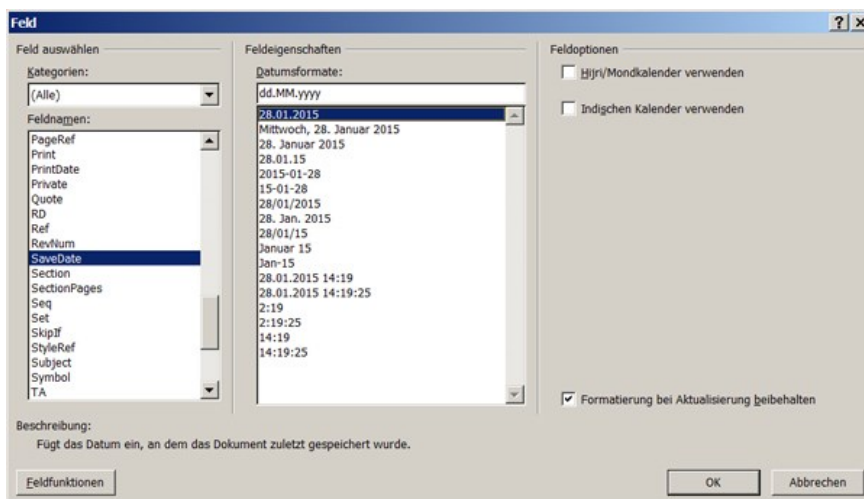 Feld
Feld auswählen
Kategorien:
(Alle)
Feldnamen:
PageRef
Print
PrintDate
Private
Quote
RD
Ref
RevNum
SaveDate
Section
SectionPages
Seq
Set
SkipIf
StyleRef
Subject
Symbol
TA
Feldeigenschaften
Datumsformate:
dd.MM.yyyy
28.01.2015
Mittwoch, 28. Januar 2015
28. Januar 2015
28.01.15
2015-01-28
15-01-28
28/01/2015
28. Jan. 2015
28/01/15
Januar 15
Jan-15
28.01.2015 14:19
28.01.2015 14:19:25
2:19
2:19:25
14:19
14:19:25
Feldoptionen
Hijri/Mondkalender verwenden
Indischen Kalender verwenden
Formatierung bei Aktualisierung beibehalten
Beschreibung:
Fügt das Datum ein, an dem das Dokument zuletzt gespeichert wurde.
Feldfunktionen
OK
Abbrechen